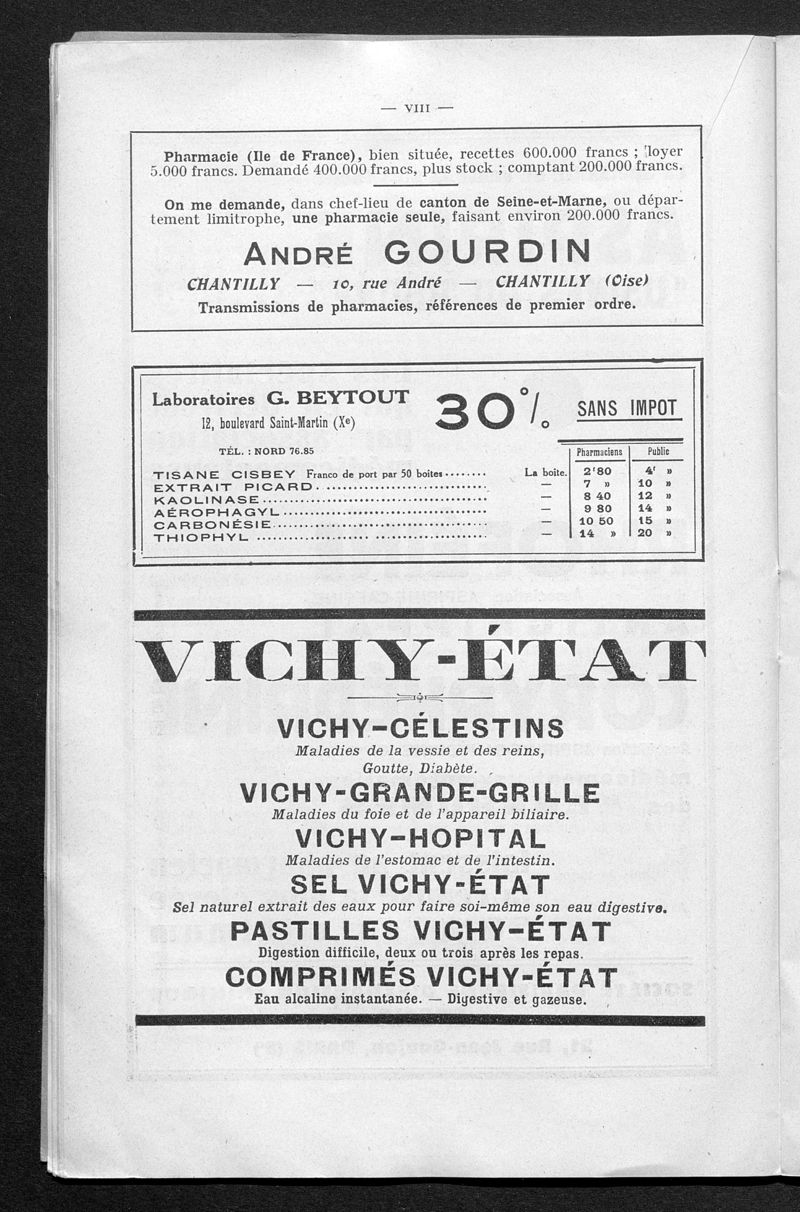 — VIII —
Pharmacie (Ile de France), bien située, recettes 600.000 francs ; loyer
5.000 francs. Demandé 400.000 francs, plus stock ; comptant 200.000 francs.
On me demande, dans chef-lieu de canton de Seine-et-Marne, ou dépar-
tement limitrophe, une pharmacie seule, faisant environ 200.000 francs.
ANDRÉ GOURDIN
CHANTILLY — 10, rue André — CHANTILLY (Oise)
Transmissions de pharmacies, références de premier ordre.
Laboratoires G. BEYTOUT 30% SANS IMPOT
12, boulevard Saint-Martin (Xe)
TÉL. : NORD 76.85 Pharmaciens Public
TISANE CISBEY Franco de port par 50 boites ........ La boite. 2f80 4f »
EXTRAIT PICARD ........ — 7 » 10 »
KAOLINASE ........ — 8 40 12 »
AÉROPHAGYL ........ — 9 80 14 »
CARBONÉSIE ........ — 10 50 15 »
THIOPHYL ........ — 14 » 20 »
VICHY-ÉTAT
VICHY-CÉLESTINS
Maladies de la vessie et des reins,
Goutte, Diabète.
VICHY-GRANDE-GRILLE
Maladies du foie et de l'appareil biliaire.
VICHY-HOPITAL
Maladies de l'estomac et de l'intestin.
SEL VICHY-ÉTAT
Sel naturel extrait des eaux pour faire soi-même son eau digestive.
PASTILLES VICHY-ÉTAT
Digestion difficile, deux ou trois après les repas.
COMPRIMÉS VICHY-ÉTAT
Eau alcaline instantanée. — Digestive et gazeuse.